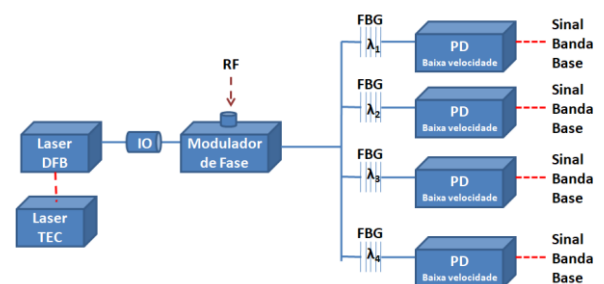 FBG
λ1
PD
Baixa velocidade
Sinal
Banda
Base
RF
FBG
λ2
PD
Baixa velocidade
Sinal
Banda
Base
Laser
DFB
IO
Modulador
de Fase
FBG
λ3
PD
Baixa velocidade
Sinal
Banda
Base
Laser
TEC
FBG
λ4
PD
Baixa velocidade
Sinal
Banda
Base